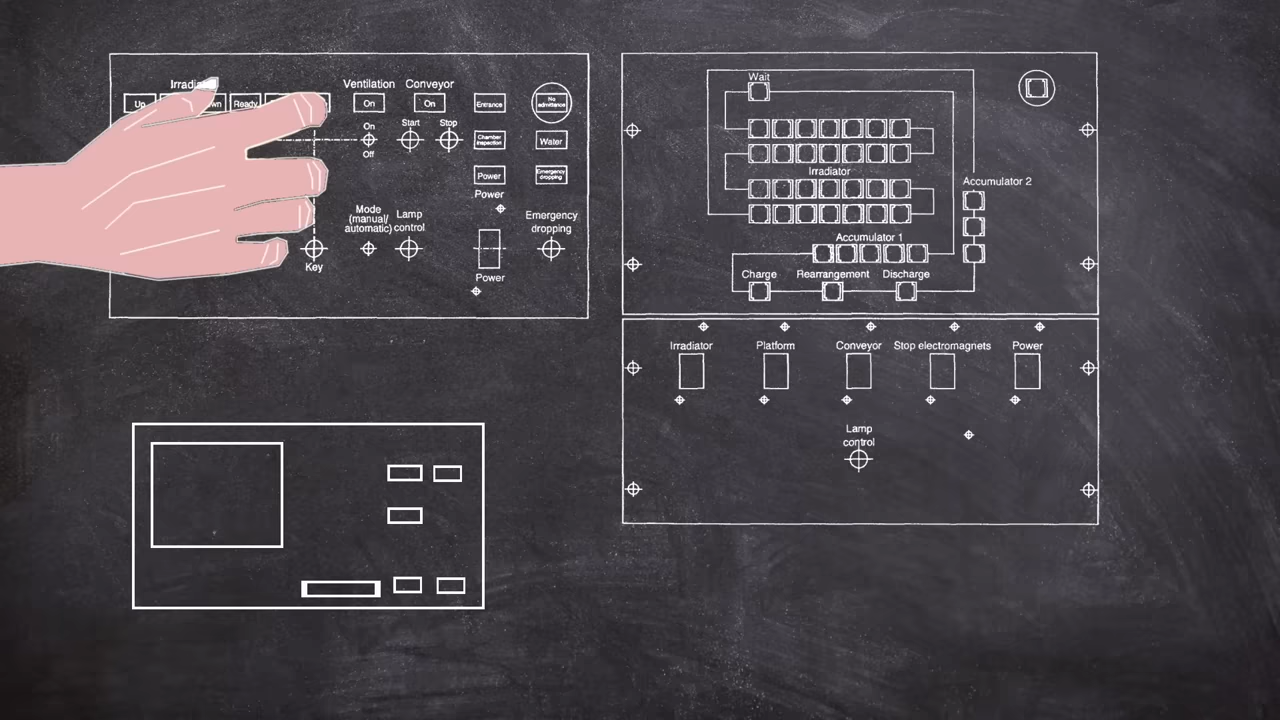 Ventilation Conveyor
Up
Ready
On
On
Entrance
No
admittance
On
Start
Stop
Off
Chamber
inspection
Water
Power
Emergency
dropping
Power
Mode
(manual/
automatic)
Lamp
control
Emergency
dropping
Key
Power
Wait
Irradiator
Accumulator 2
Accumulator 1
Charge
Rearrangement
Discharge
Irradiator
Platform
Conveyor
Stop electromagnets
Power
Lamp
control